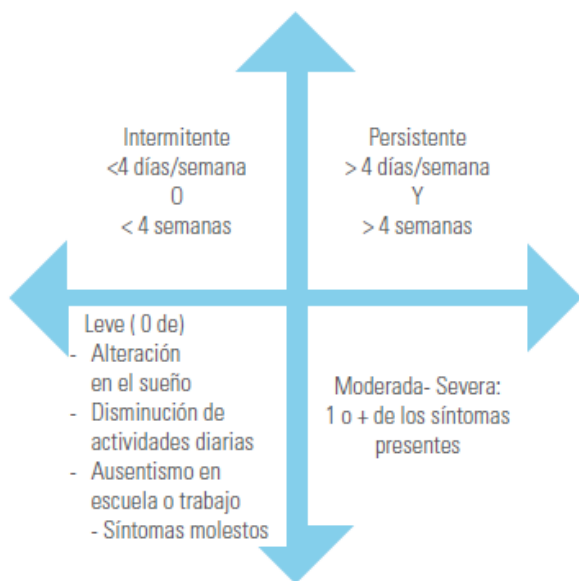 Intermitente
<4 días/semana
O
< 4 semanas
Persistente
> 4 días/semana
Y
> 4 semanas
Leve ( 0 de)
- Alteración
en el sueño
- Disminución de
actividades diarias
- Ausentismo en
escuela o trabajo
- Síntomas molestos
Moderada- Severa:
1 o + de los síntomas
presentes